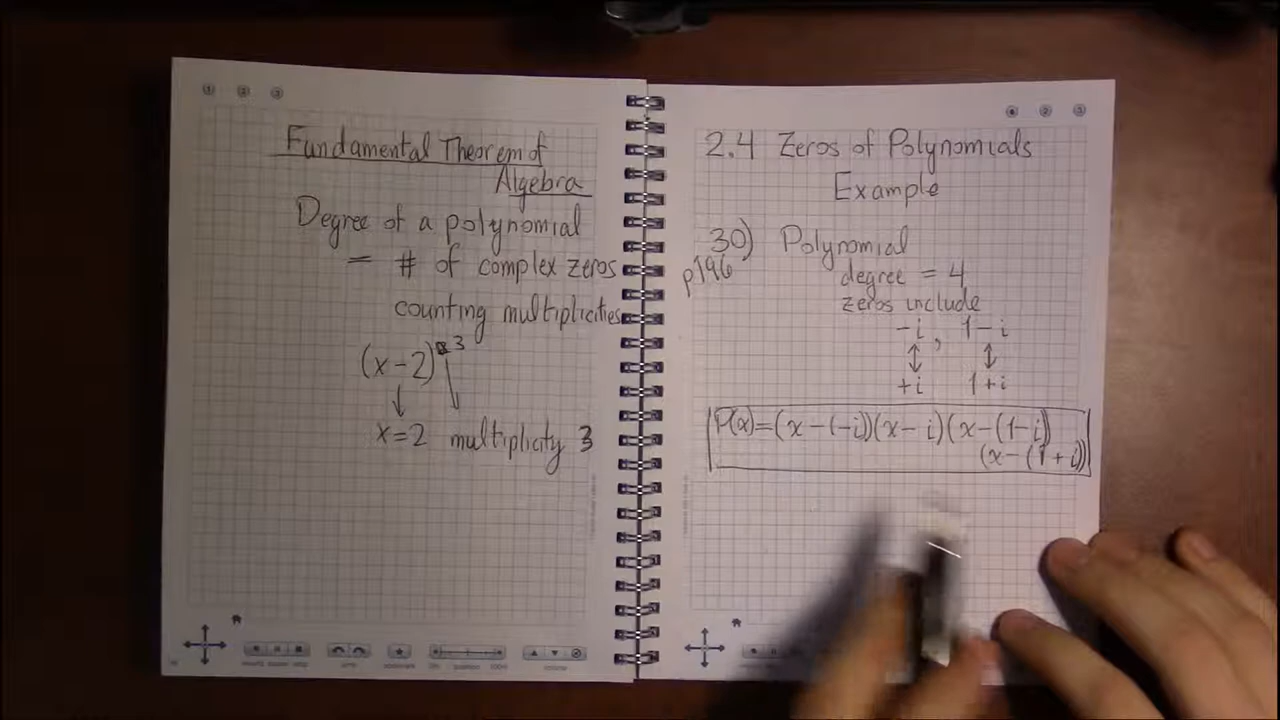 Fundamental Theorem of
Algebra
Degree of a polynomial
= # of complex zeros
counting multiplicities
(x-2)³
x=2 multiplicity 3
2.4 Zeros of Polynomials
Example
30) Polynomial
p196
degree = 4
zeros include
-i, 1-i
+i 1+i
P(x)=(x-(-i))(x-i)(x-(1-i))
(x-(1+i))